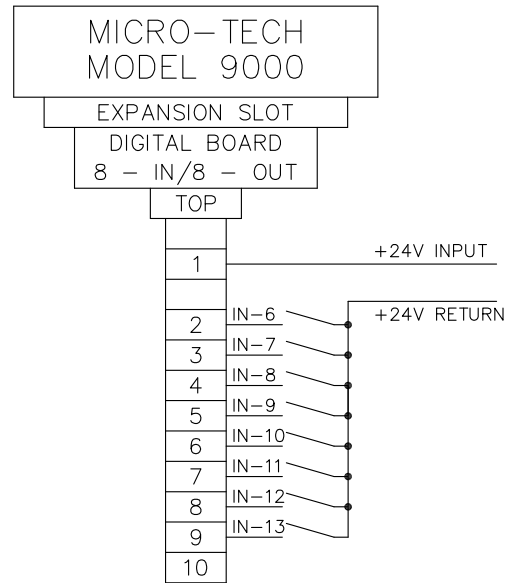 MICRO-TECH
MODEL 9000
EXPANSION SLOT
DIGITAL BOARD
8 - IN/8 - OUT
TOP
1 +24V INPUT
+24V RETURN
2 IN-6
3 IN-7
4 IN-8
5 IN-9
6 IN-10
7 IN-11
8 IN-12
9 IN-13
10